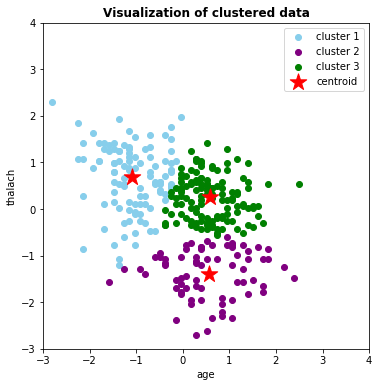 Visualization of clustered data
cluster 1
cluster 2
cluster 3
centroid
thalach
4
3
2
1
0
−1
−2
−3
−3
−2
−1
0
1
2
3
4
age